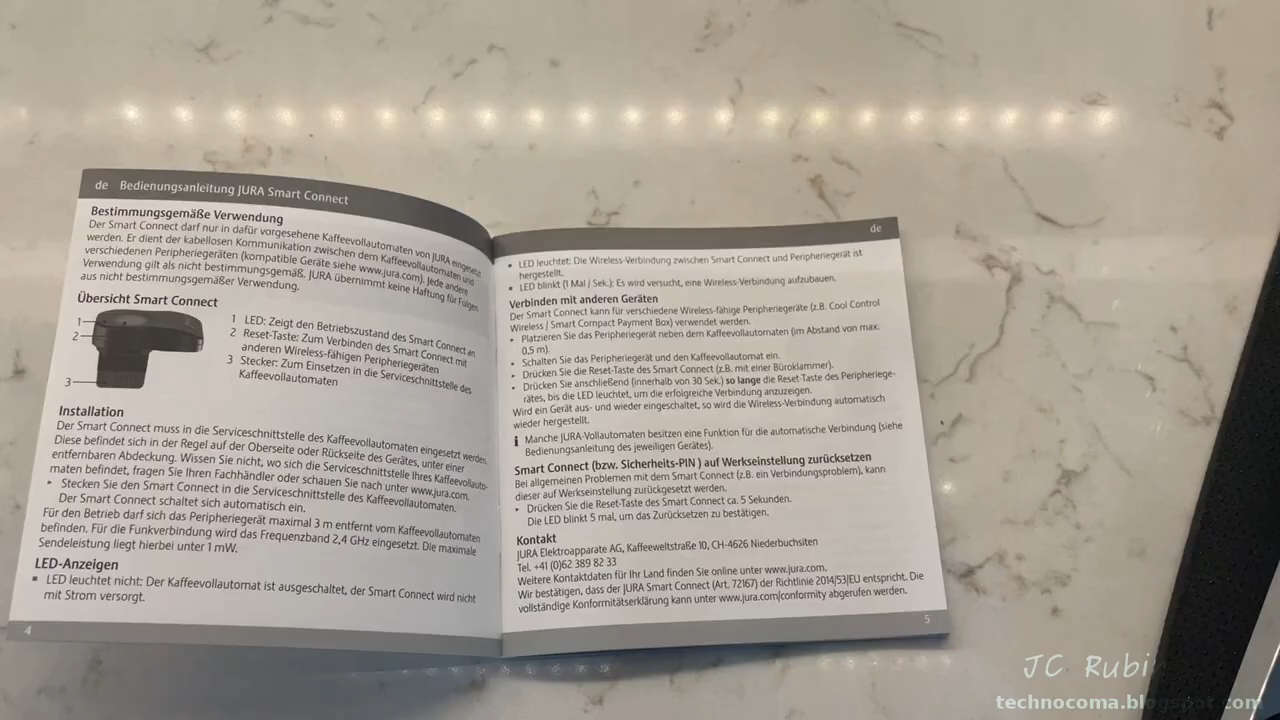 de Bedienungsanleitung JURA Smart Connect
Bestimmungsgemäße Verwendung
Der Smart Connect darf nur in dafür vorgesehene Kaffeevollautomaten von JURA eingesetzt
werden. Er dient der kabellosen Kommunikation zwischen dem Kaffeevollautomaten und
verschiedenen Peripheriegeräten (kompatible Geräte siehe www.jura.com). Jede andere
Verwendung gilt als nicht bestimmungsgemäß. JURA übernimmt keine Haftung für Folgen
aus nicht bestimmungsgemäßer Verwendung.
Übersicht Smart Connect
1
2
3
1 LED: Zeigt den Betriebszustand des Smart Connect an
2 Reset-Taste: Zum Verbinden des Smart Connect mit
anderen Wireless-fähigen Peripheriegeräten
3 Stecker: Zum Einsetzen in die Serviceschnittstelle des
Kaffeevollautomaten
Installation
Der Smart Connect muss in die Serviceschnittstelle des Kaffeevollautomaten eingesetzt werden.
Diese befindet sich in der Regel auf der Oberseite oder Rückseite des Gerätes, unter einer
entfernbaren Abdeckung. Wissen Sie nicht, wo sich die Serviceschnittstelle Ihres Kaffeevollauto-
maten befindet, fragen Sie Ihren Fachhändler oder schauen Sie nach unter www.jura.com.
▸ Stecken Sie den Smart Connect in die Serviceschnittstelle des Kaffeevollautomaten.
Der Smart Connect schaltet sich automatisch ein.
Für den Betrieb darf sich das Peripheriegerät maximal 3 m entfernt vom Kaffeevollautomaten
befinden. Für die Funkverbindung wird das Frequenzband 2,4 GHz eingesetzt. Die maximale
Sendeleistung liegt hierbei unter 1 mW.
LED-Anzeigen
▪ LED leuchtet nicht: Der Kaffeevollautomat ist ausgeschaltet, der Smart Connect wird nicht
mit Strom versorgt.
4
de
▪ LED leuchtet: Die Wireless-Verbindung zwischen Smart Connect und Peripheriegerät ist
hergestellt.
▪ LED blinkt (1 Mal / Sek.): Es wird versucht, eine Wireless-Verbindung aufzubauen.
Verbinden mit anderen Geräten
Der Smart Connect kann für verschiedene Wireless-fähige Peripheriegeräte (z.B. Cool Control
Wireless / Smart Compact Payment Box) verwendet werden.
▸ Platzieren Sie das Peripheriegerät neben dem Kaffeevollautomaten (im Abstand von max.
0,5 m).
▸ Schalten Sie das Peripheriegerät und den Kaffeevollautomat ein.
▸ Drücken Sie die Reset-Taste des Smart Connect (z.B. mit einer Büroklammer).
▸ Drücken Sie anschließend (innerhalb von 30 Sek.) so lange die Reset-Taste des Peripheriege-
rätes, bis die LED leuchtet, um die erfolgreiche Verbindung anzuzeigen.
Wird ein Gerät aus- und wieder eingeschaltet, so wird die Wireless-Verbindung automatisch
wieder hergestellt.
i Manche JURA-Vollautomaten besitzen eine Funktion für die automatische Verbindung (siehe
Bedienungsanleitung des jeweiligen Gerätes).
Smart Connect (bzw. Sicherheits-PIN ) auf Werkseinstellung zurücksetzen
Bei allgemeinen Problemen mit dem Smart Connect (z.B. ein Verbindungsproblem), kann
dieser auf Werkseinstellung zurückgesetzt werden.
▸ Drücken Sie die Reset-Taste des Smart Connect ca. 5 Sekunden.
Die LED blinkt 5 mal, um das Zurücksetzen zu bestätigen.
Kontakt
JURA Elektroapparate AG, Kaffeeweltstraße 10, CH-4626 Niederbuchsiten
Tel. +41 (0)62 389 82 33
Weitere Kontaktdaten für Ihr Land finden Sie online unter www.jura.com.
Wir bestätigen, dass der JURA Smart Connect (Art. 72167) der Richtlinie 2014/53/EU entspricht. Die
vollständige Konformitätserklärung kann unter www.jura.com/conformity abgerufen werden.
5
JC Rubin
technocoma.blogspot.com